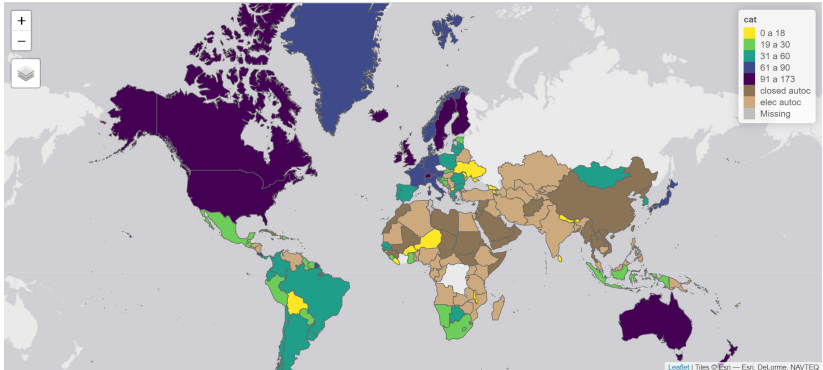 +
−
cat
0 a 18
19 a 30
31 a 60
61 a 90
91 a 173
closed autoc
elec autoc
Missing
Leaflet | Tiles © Esri — Esri, DeLorme, NAVTEQ